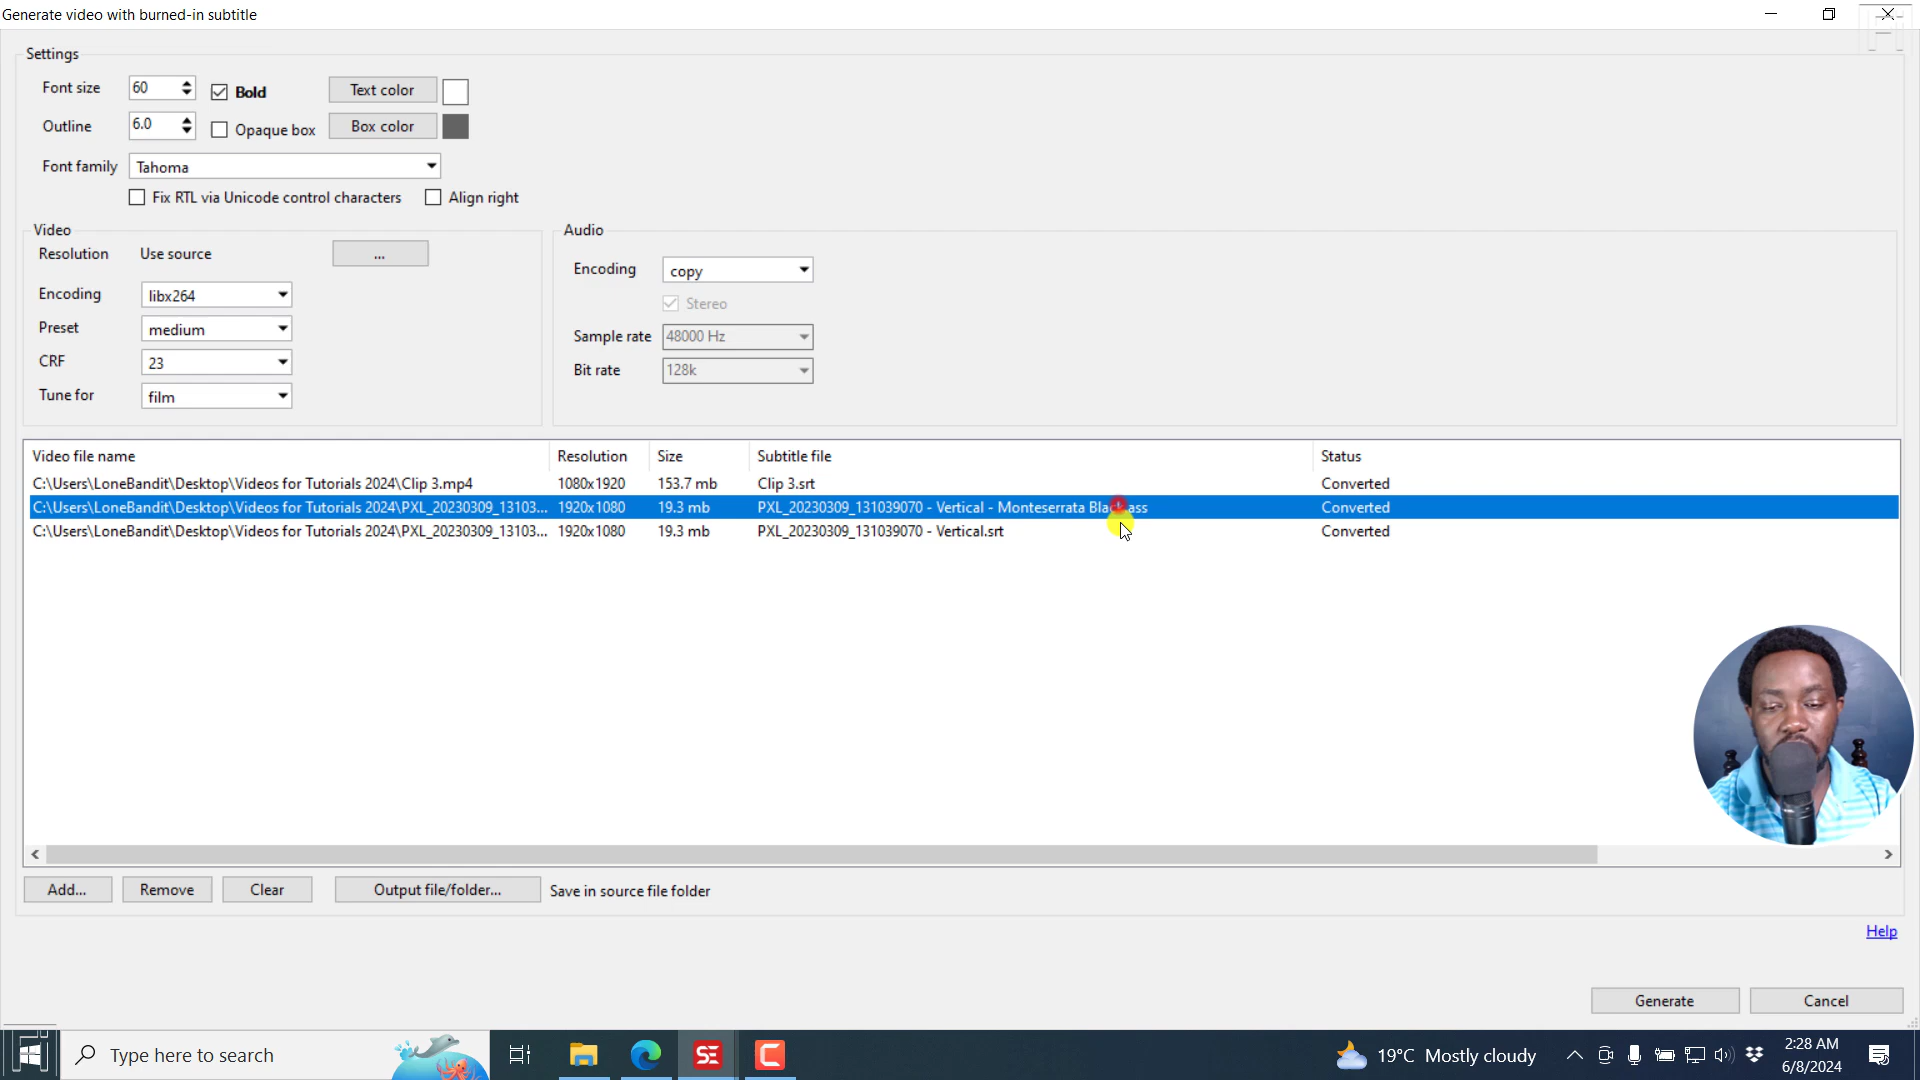 Generate video with burned-in subtitle
Settings
Font size 60 Bold Text color
Outline 6.0 Opaque box Box color
Font family Tahoma
Fix RTL via Unicode control characters Align right
Video
Resolution Use source ...
Encoding libx264
Preset medium
CRF 23
Tune for film
Audio
Encoding copy
Stereo
Sample rate 48000 Hz
Bit rate 128k
Video file name Resolution Size Subtitle file Status
C:\Users\LoneBandit\Desktop\Videos for Tutorials 2024\Clip 3.mp4 1080x1920 153.7 mb Clip 3.srt Converted
C:\Users\LoneBandit\Desktop\Videos for Tutorials 2024\PXL_20230309_13103... 1920x1080 19.3 mb PXL_20230309_131039070 - Vertical - Monteserrata ass Converted
C:\Users\LoneBandit\Desktop\Videos for Tutorials 2024\PXL_20230309_13103... 1920x1080 19.3 mb PXL_20230309_131039070 - Vertical.srt Converted
Add... Remove Clear Output file/folder... Save in source file folder
Help
Generate Cancel
Type here to search
SE
19°C Mostly cloudy
2:28 AM
6/8/2024